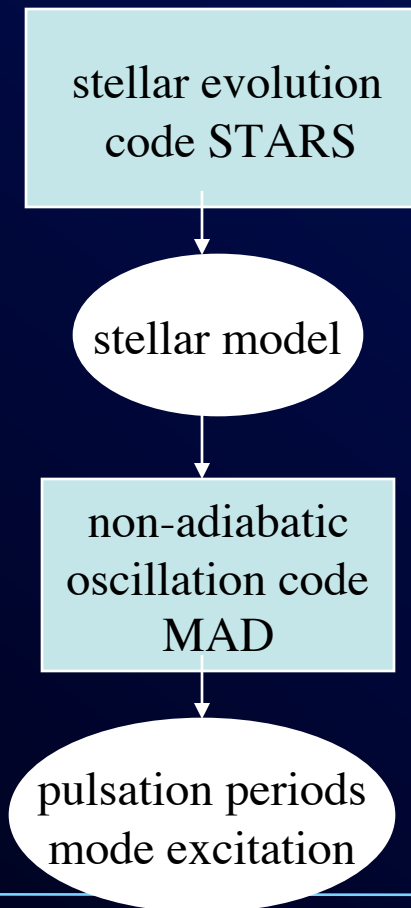 stellar evolution
code STARS
stellar model
non-adiabatic
oscillation code
MAD
pulsation periods
mode excitation